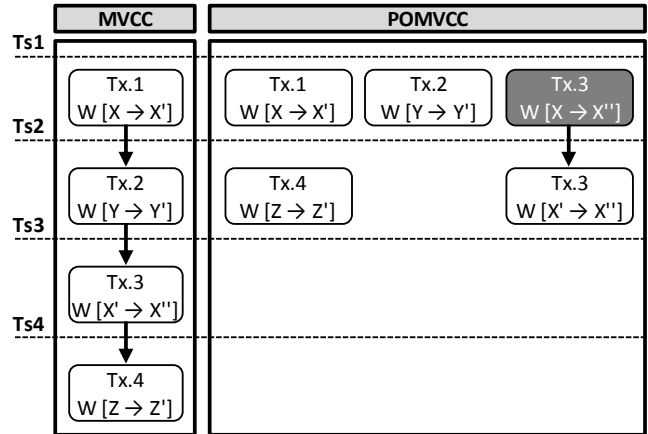 MVCC
POMVCC
Ts1
Tx.1
W [X → X']
Tx.1
W [X → X']
Tx.2
W [Y → Y']
Tx.3
W [X → X'']
Ts2
Tx.2
W [Y → Y']
Tx.4
W [Z → Z']
Tx.3
W [X' → X'']
Ts3
Tx.3
W [X' → X'']
Ts4
Tx.4
W [Z → Z']